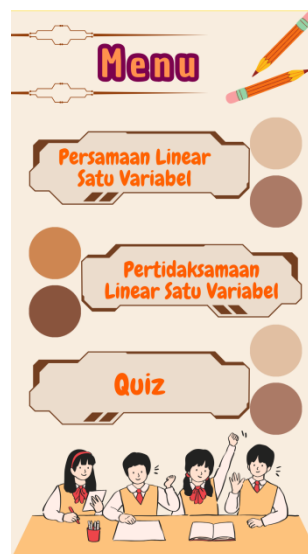 Menu
Persamaan Linear
Satu Variabel
Pertidaksamaan
Linear Satu Variabel
Quiz